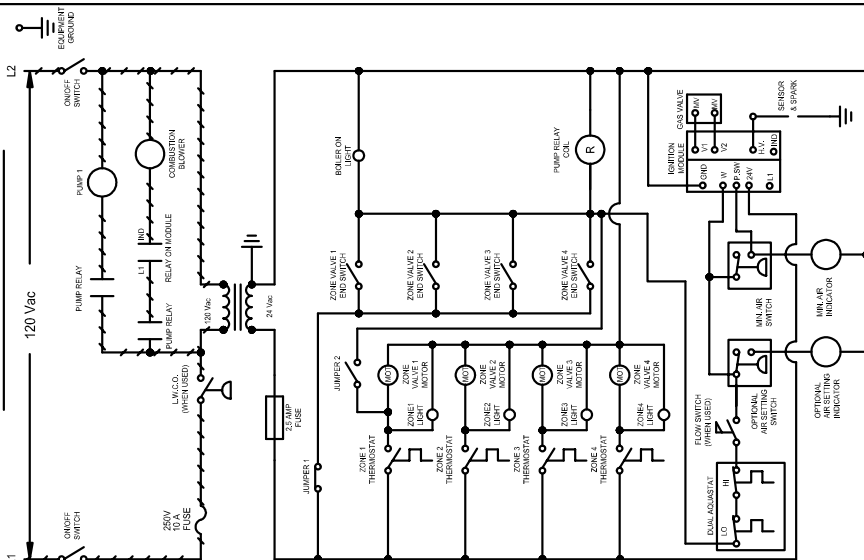 L2
120 Vac
1
EQUIPMENT
GROUND
ON/OFF
SWITCH
PUMP 1
PUMP RELAY
COMBUSTION
BLOWER
IND
L1
RELAY ON MODULE
PUMP RELAY
L.W.C.O.
(WHEN USED)
250V
10 A
FUSE
ON/OFF
SWITCH
120 Vac
24 Vac
2.5 AMP
FUSE
BOILER ON
LIGHT
ZONE VALVE 1
END SWITCH
ZONE VALVE 2
END SWITCH
ZONE VALVE 3
END SWITCH
ZONE VALVE 4
END SWITCH
PUMP RELAY
COIL
R
JUMPER 1
JUMPER 2
MOT
ZONE
VALVE 1
MOTOR
ZONE1
LIGHT
ZONE 1
THERMOSTAT
MOT
ZONE
VALVE 2
MOTOR
ZONE2
LIGHT
ZONE 2
THERMOSTAT
MOT
ZONE
VALVE 3
MOTOR
ZONE3
LIGHT
ZONE 3
THERMOSTAT
MOT
ZONE
VALVE4
MOTOR
ZONE4
LIGHT
ZONE 4
THERMOSTAT
GAS VALVE
MV
MV
IGNITION
MODULE
V1
V2
H.V.
IND
GND
W
P.SW
24V
L1
SENSOR
& SPARK
MIN. AIR
SWITCH
MIN. AIR
INDICATOR
OPTIONAL
AIR SETTING
SWITCH
OPTIONAL
AIR SETTING
INDICATOR
FLOW SWITCH
(WHEN USED)
DUAL AQUASTAT
LO
HI